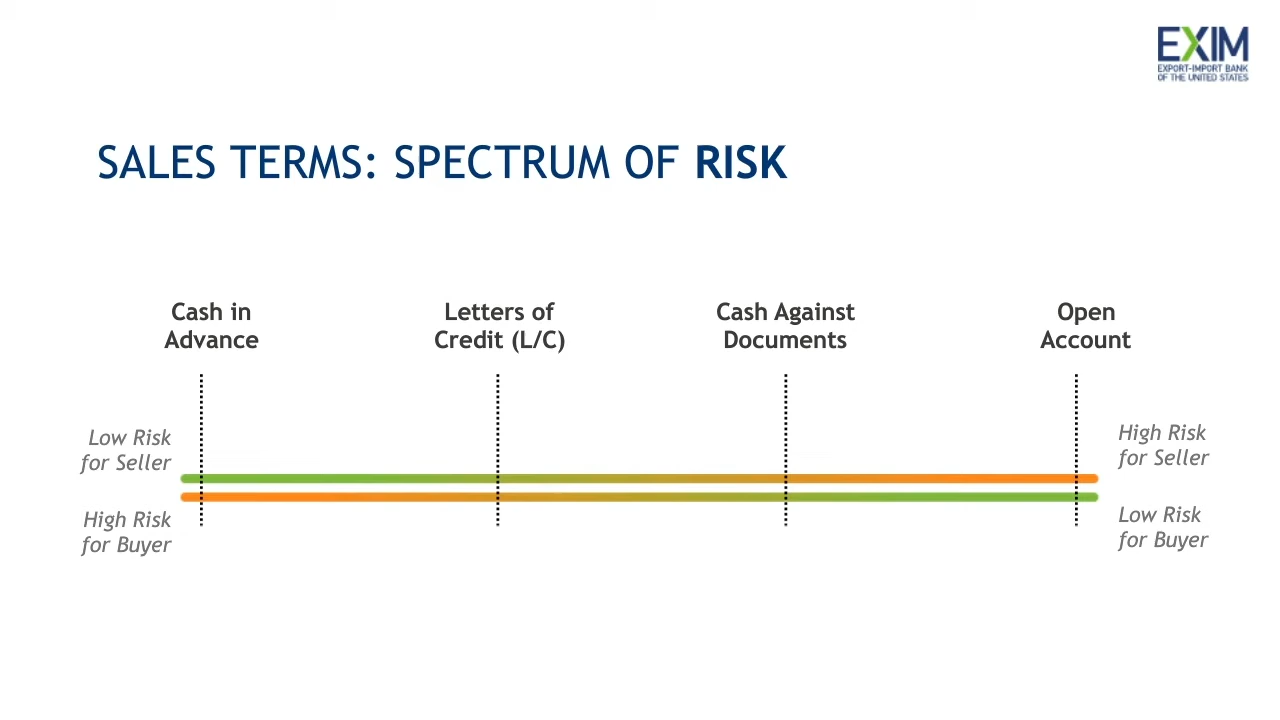 EXIM
EXPORT-IMPORT BANK
OF THE UNITED STATES
SALES TERMS: SPECTRUM OF RISK
Cash in
Advance
Letters of
Credit (L/C)
Cash Against
Documents
Open
Account
Low Risk
for Seller
High Risk
for Seller
High Risk
for Buyer
Low Risk
for Buyer